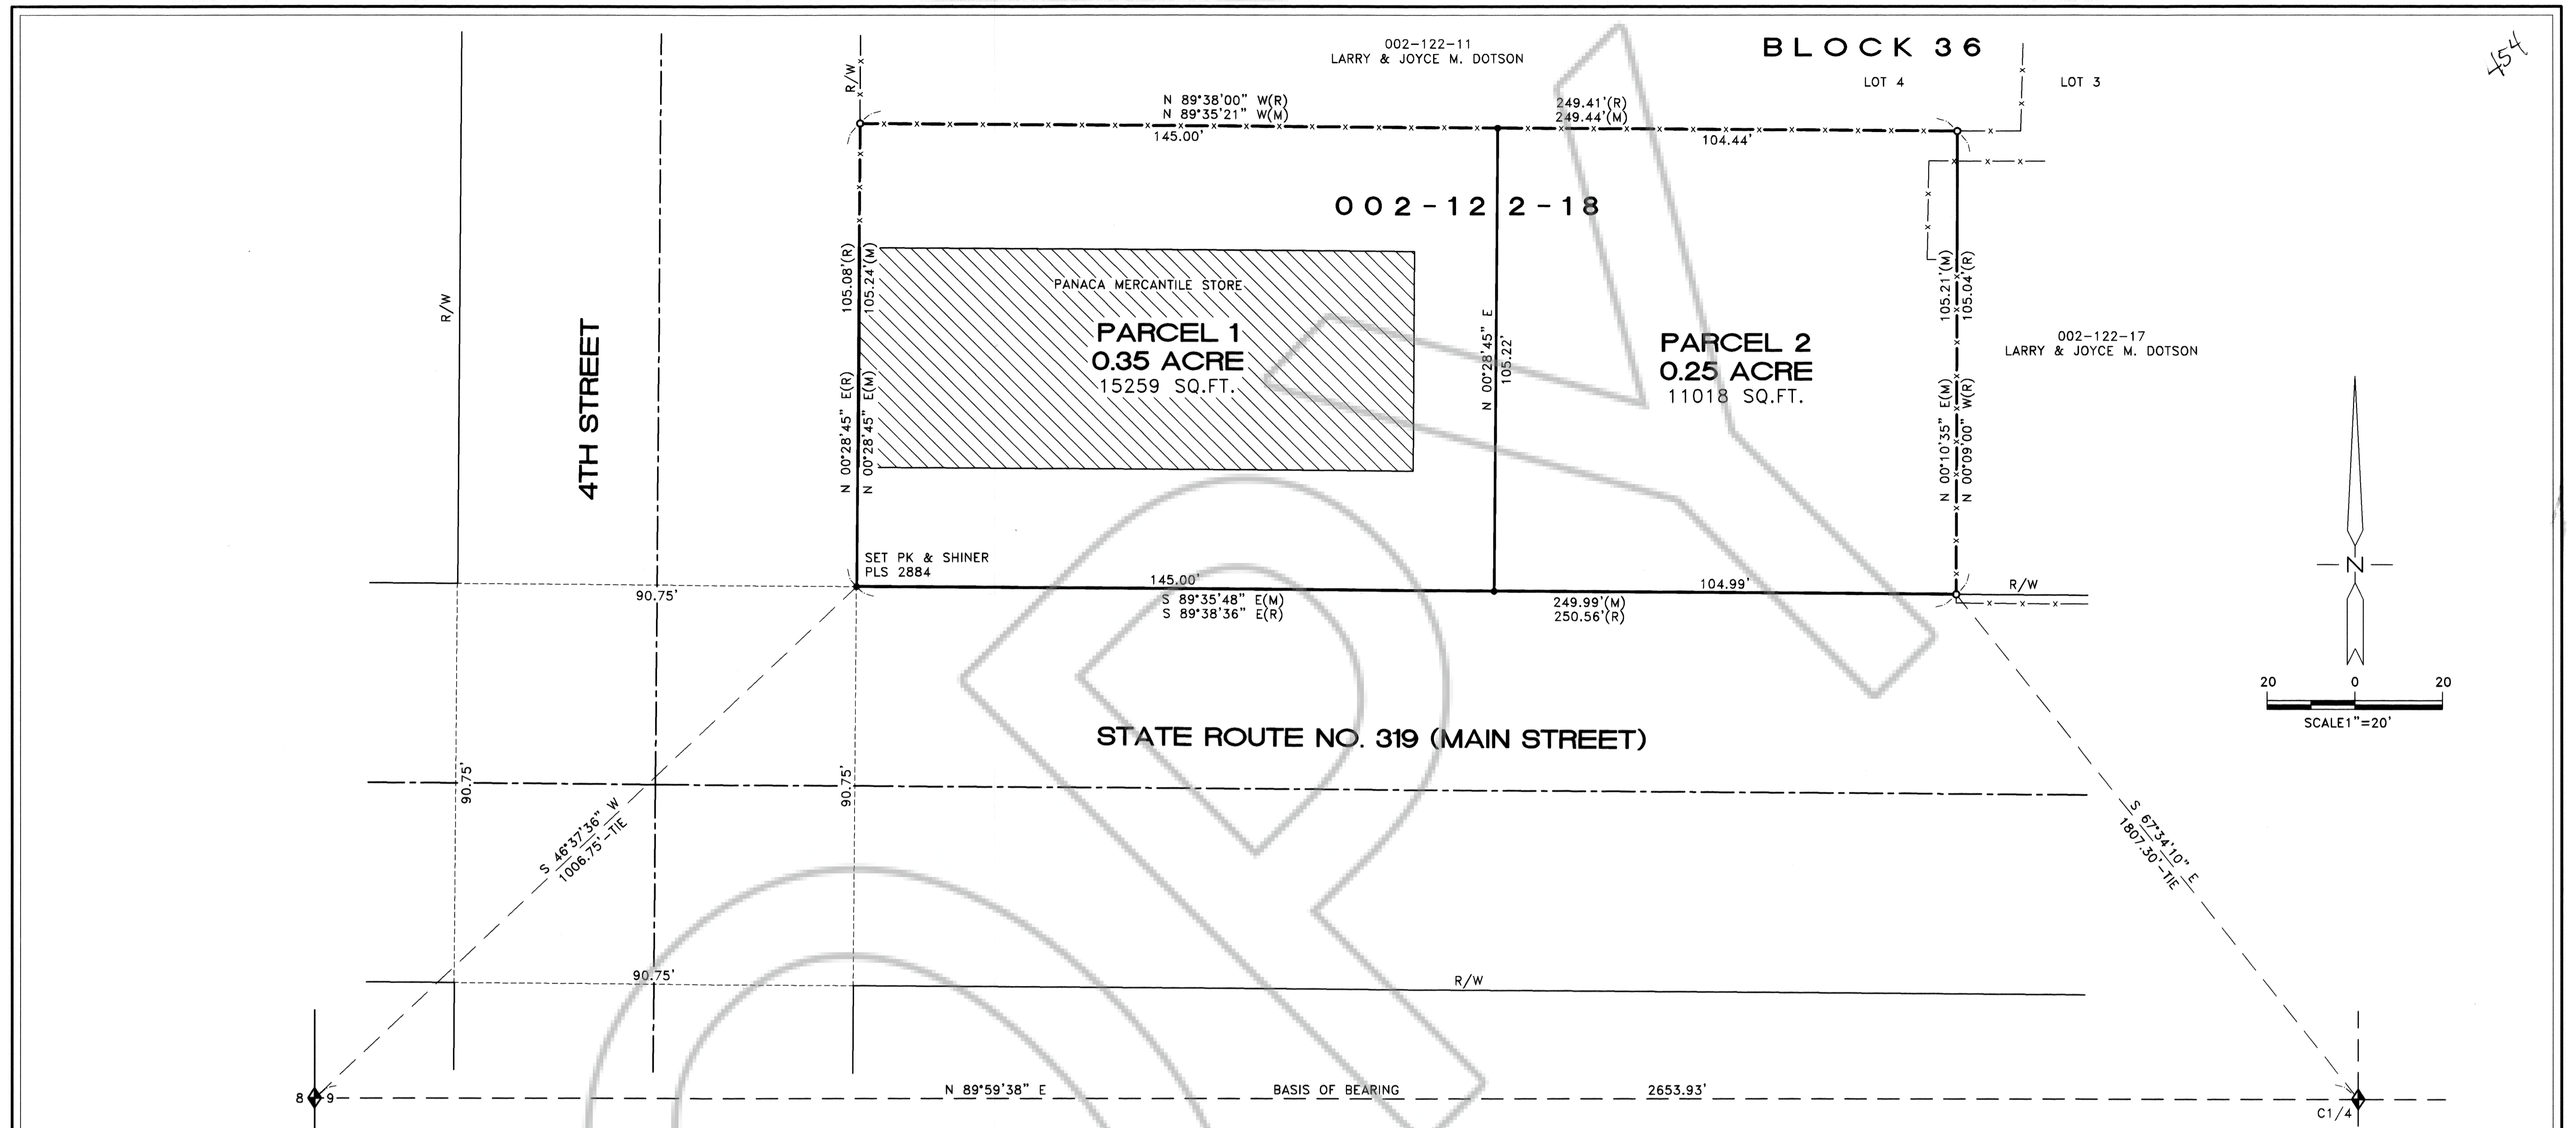 454
BLOCK 36
LOT 4
LOT 3
002-122-11
LARRY & JOYCE M. DOTSON
R/W
N 89°38'00" W(R)
N 89°35'21" W(M)
249.41'(R)
249.44'(M)
145.00'
104.44'
002-122-18
R/W
4TH STREET
105.08'(R)
105.24'(M)
N 00°28'45" E(R)
N 00°28'45" E(M)
PANACA MERCANTILE STORE
PARCEL 1
0.35 ACRE
15259 SQ.FT.
N 00°28'45" E
105.22'
PARCEL 2
0.25 ACRE
11018 SQ.FT.
105.21'(M)
105.04'(R)
N 00°10'35" E(M)
N 00°09'00" W(R)
002-122-17
LARRY & JOYCE M. DOTSON
N
20 0 20
SCALE1"=20'
SET PK & SHINER
PLS 2884
90.75'
145.00'
104.99'
S 89°35'48" E(M)
S 89°38'36" E(R)
249.99'(M)
250.56'(R)
R/W
STATE ROUTE NO. 319 (MAIN STREET)
90.75'
90.75'
S 46°37'36" W
1006.75'-TIE
S 67°34'10" E
1807.30'-TIE
90.75'
R/W
8 9
N 89°59'38" E
BASIS OF BEARING
2653.93'
C1/4
COPY